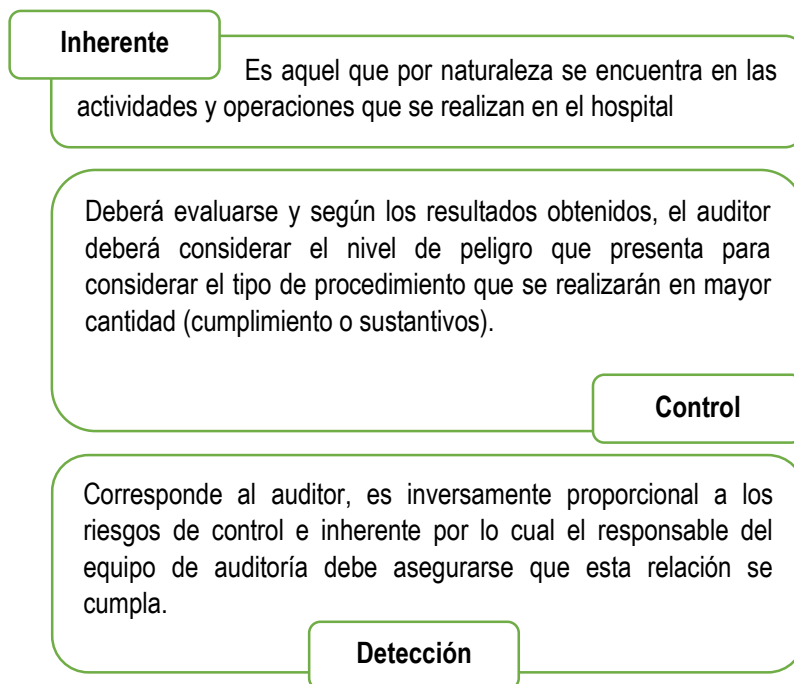 Inherente
Es aquel que por naturaleza se encuentra en las
actividades y operaciones que se realizan en el hospital
Deberá evaluarse y según los resultados obtenidos, el auditor
deberá considerar el nivel de peligro que presenta para
considerar el tipo de procedimiento que se realizarán en mayor
cantidad (cumplimiento o sustantivos).
Control
Corresponde al auditor, es inversamente proporcional a los
riesgos de control e inherente por lo cual el responsable del
equipo de auditoría debe asegurarse que esta relación se
cumpla.
Detección